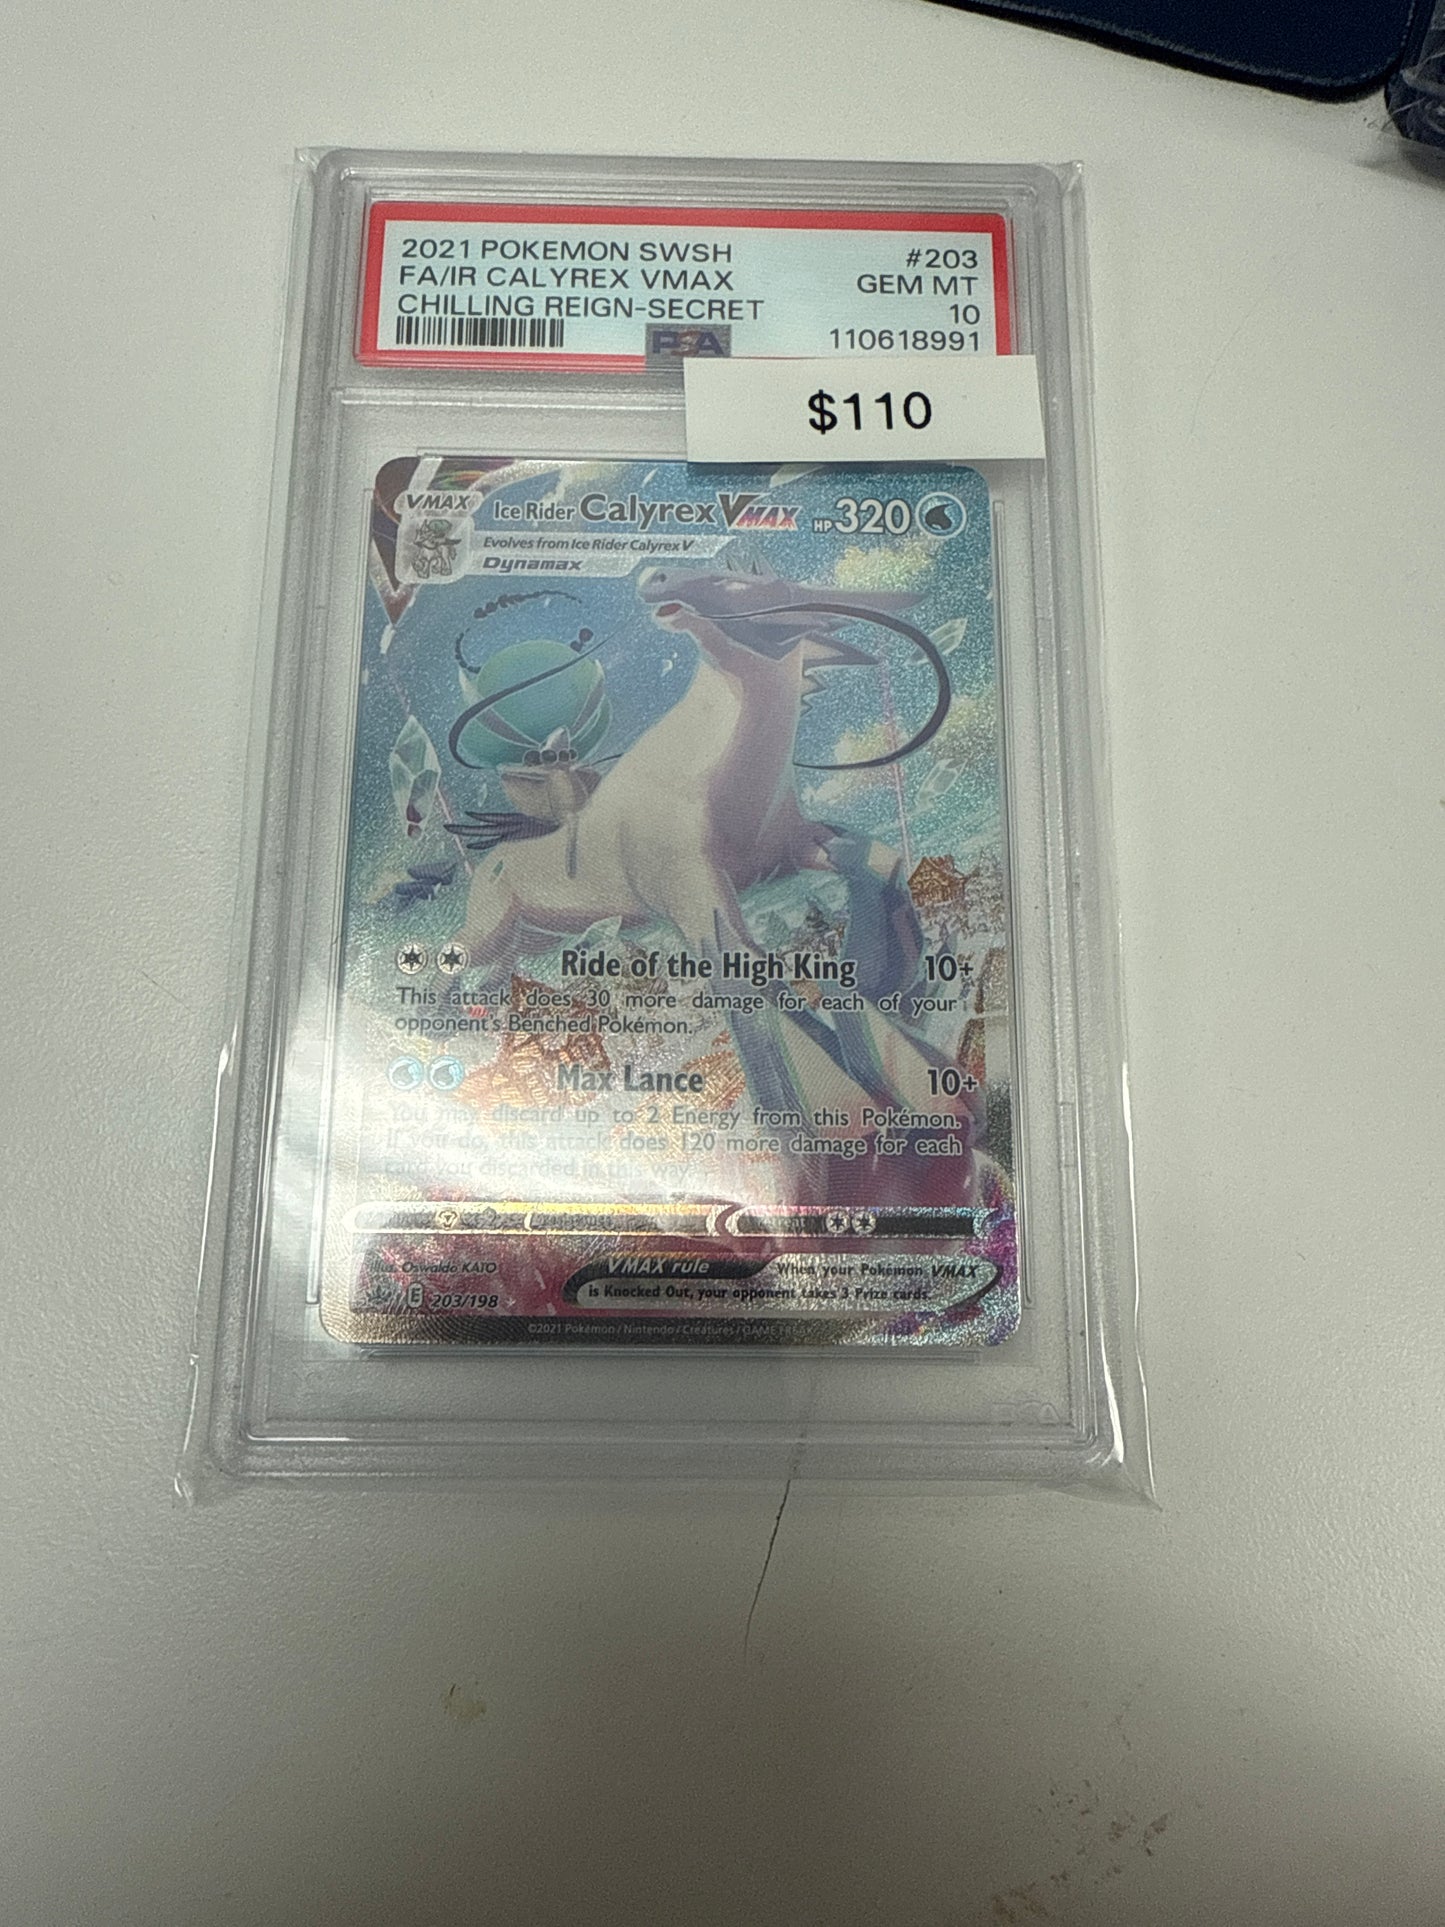 2021 POKEMON SWSH #203
FA/IR CALYREX VMAX GEM MT
CHILLING REIGN-SECRET 10
110618991
PSA
$110
VMAX Ice Rider Calyrex VMAX HP 320
Evolves from Ice Rider Calyrex V
Dynamax
Ride of the High King 10+
This attack does 30 more damage for each of your
opponent's Benched Pokémon.
Max Lance 10+
You may discard up to 2 Energy from this Pokémon.
If you do, this attack does 120 more damage for each
card you discarded in this way.
illus. Oswaldo KATO
VMAX rule When your Pokémon VMAX
is Knocked Out, your opponent takes 3 Prize cards.
E 203/198
©2021 Pokémon / Nintendo / Creatures / GAME FREAK